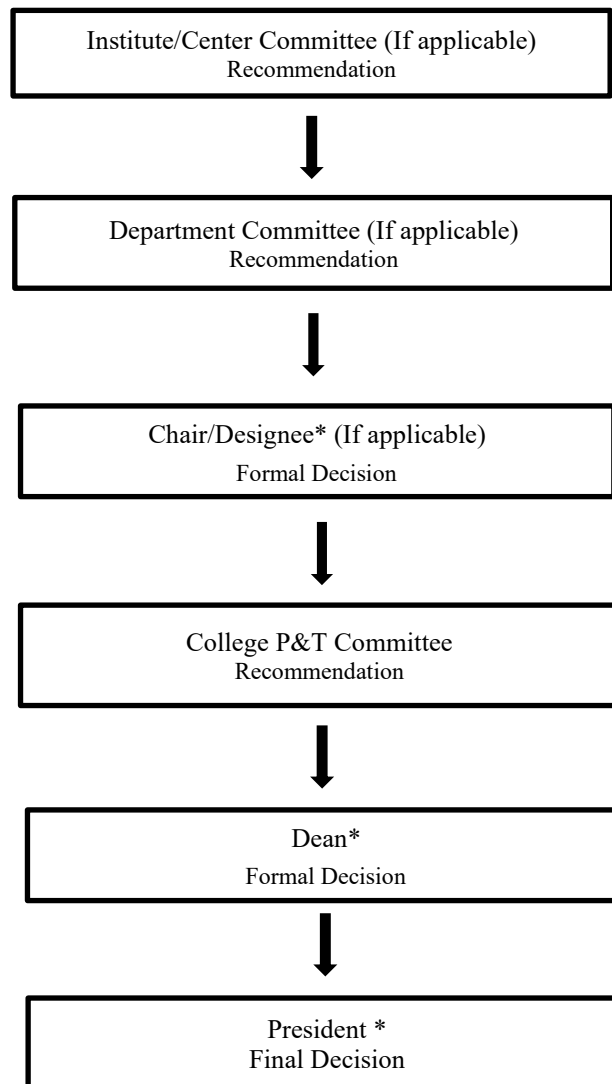 Institute/Center Committee (If applicable)
Recommendation
Department Committee (If applicable)
Recommendation
Chair/Designee* (If applicable)
Formal Decision
College P&T Committee
Recommendation
Dean*
Formal Decision
President *
Final Decision